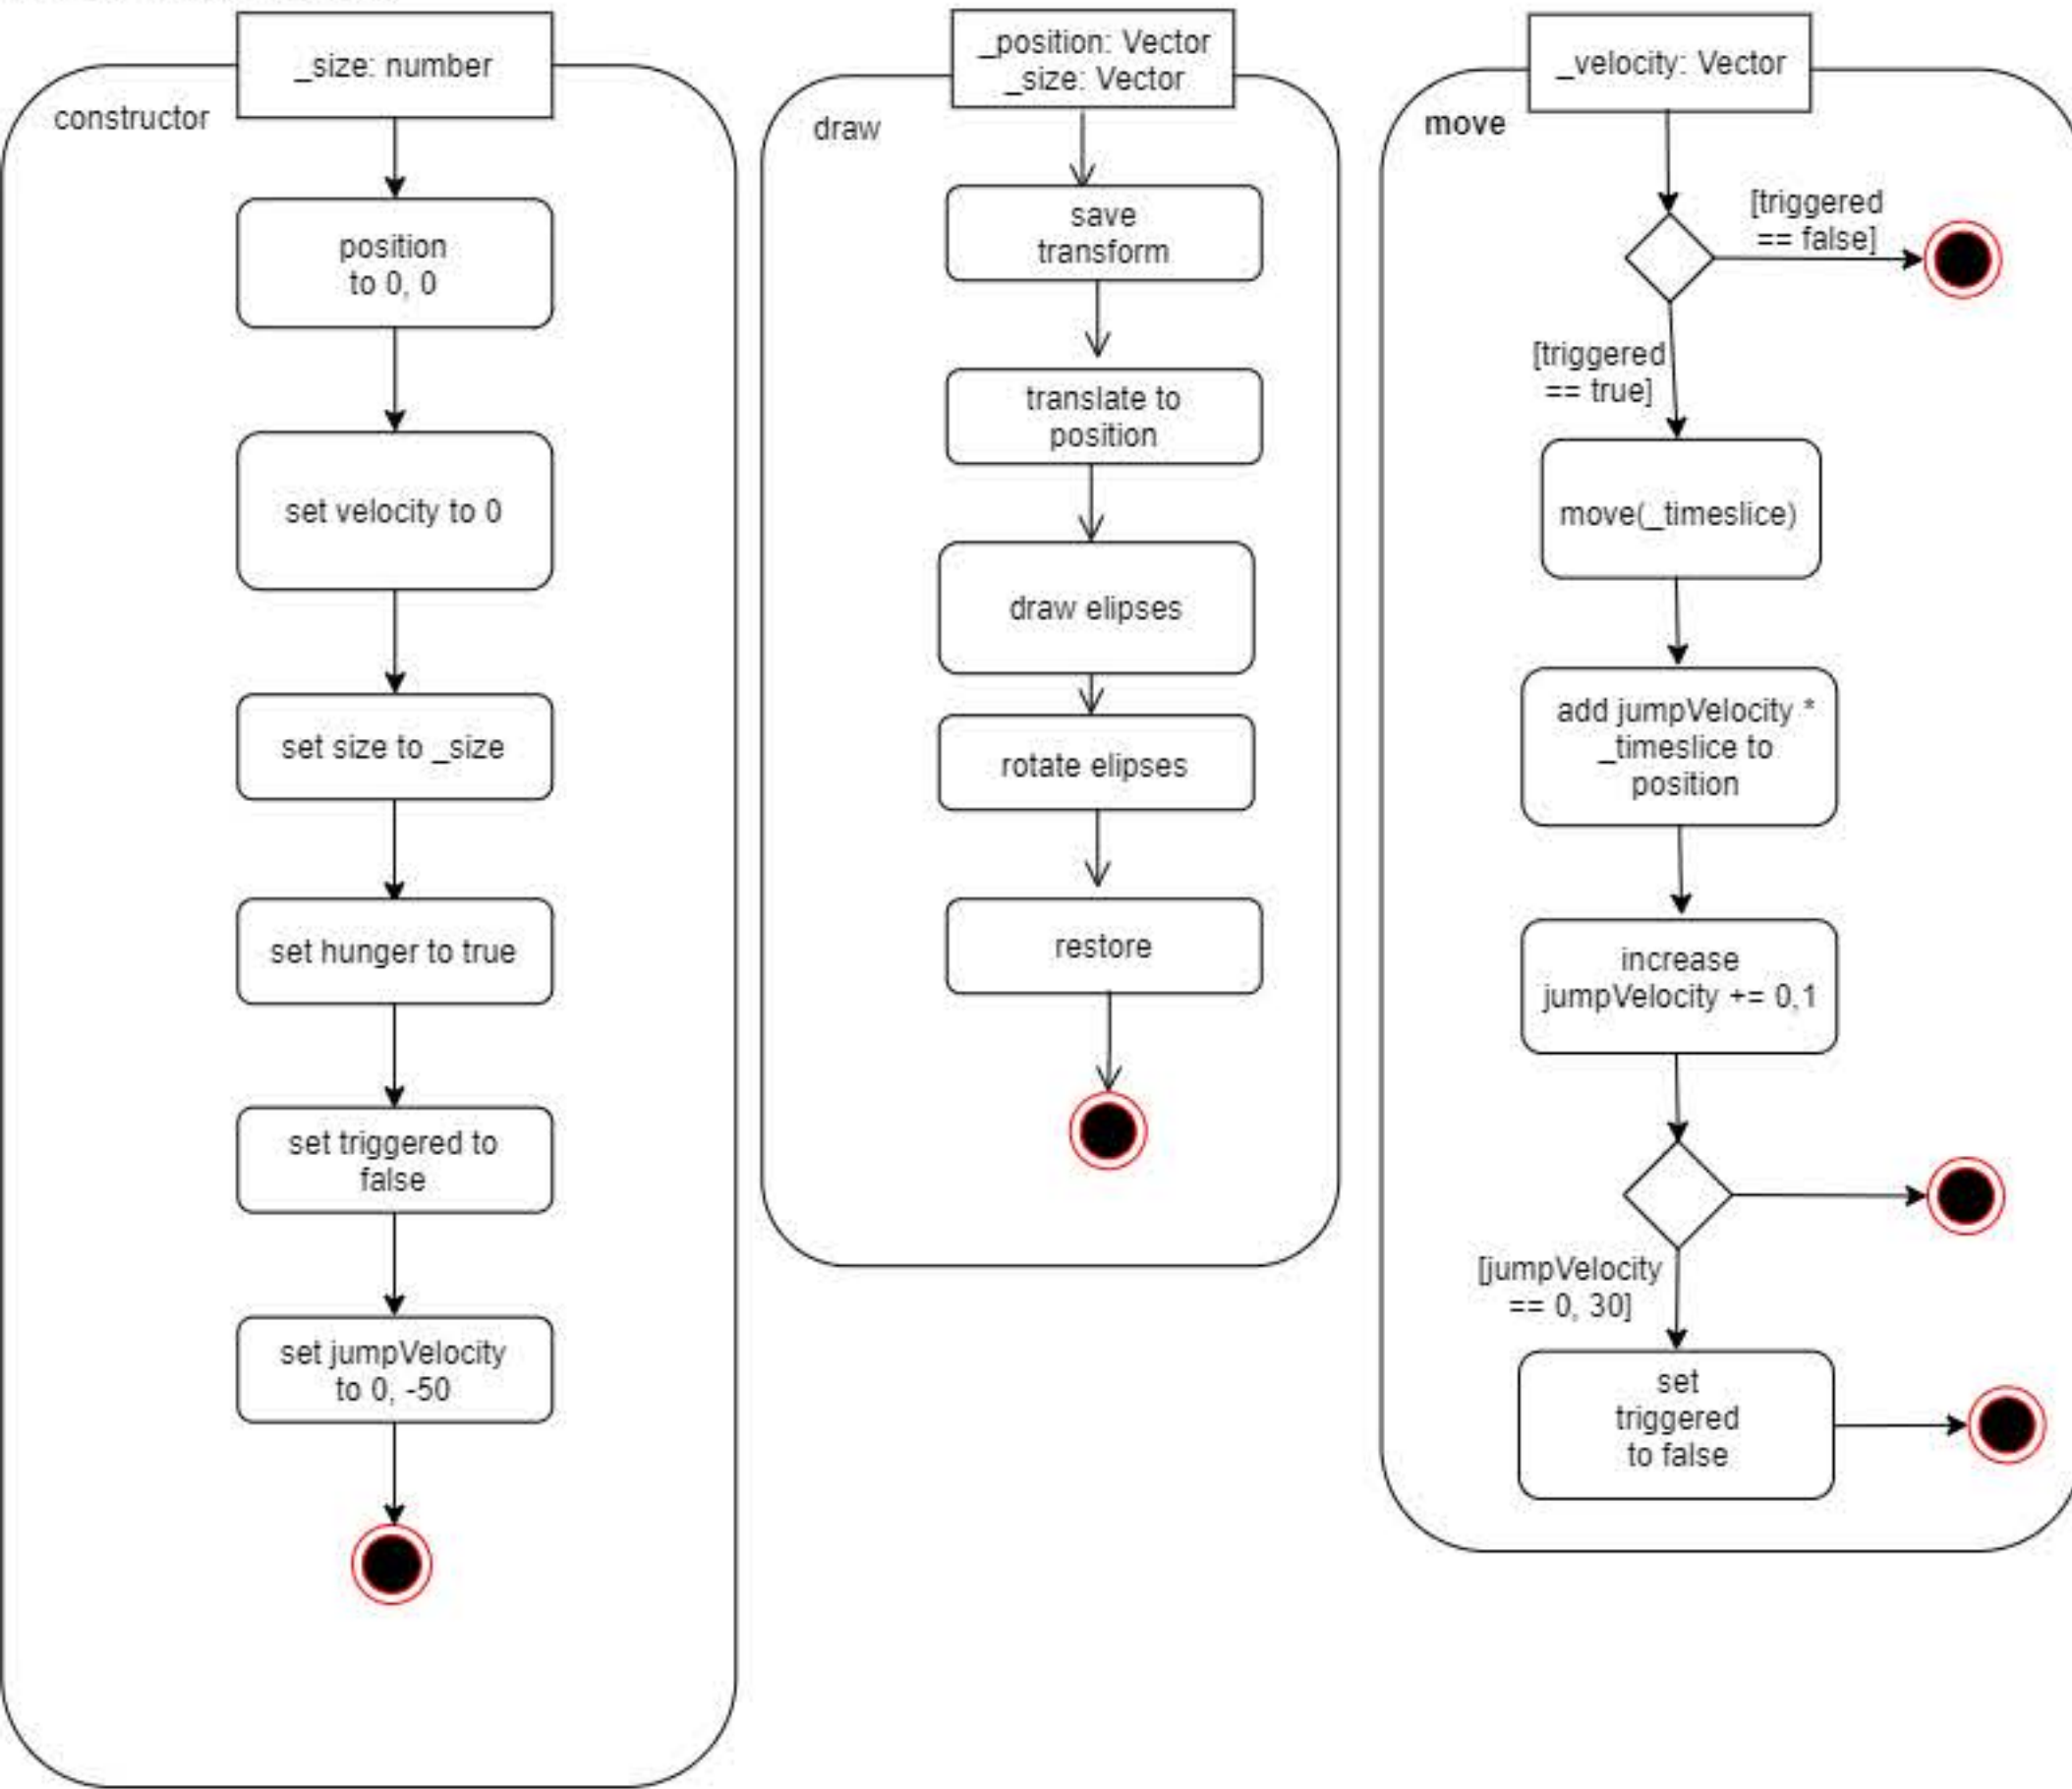 _size: number
constructor
position
to 0, 0
set velocity to 0
set size to _size
set hunger to true
set triggered to
false
set jumpVelocity
to 0, -50
_position: Vector
_size: Vector
draw
save
transform
translate to
position
draw elipses
rotate elipses
restore
_velocity: Vector
move
[triggered
== false]
[triggered
== true]
move(_timeslice)
add jumpVelocity *
_timeslice to
position
increase
jumpVelocity += 0,1
[jumpVelocity
== 0, 30]
set
triggered
to false